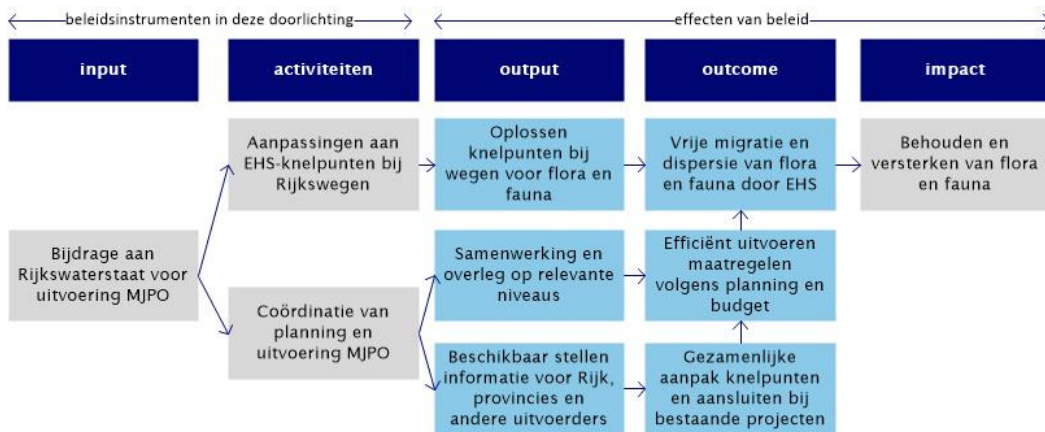 beleidsinstrumenten in deze doorlichting
effecten van beleid
input
activiteiten
output
outcome
impact
Aanpassingen aan
EHS-knelpunten bij
Rijkswegen
Oplossen
knelpunten bij
wegen voor flora en
fauna
Vrije migratie en
dispersie van flora
en fauna door EHS
Behouden en
versterken van flora
en fauna
Bijdrage aan
Rijkswaterstaat voor
uitvoering MJPO
Samenwerking en
overleg op relevante
niveaus
Efficiënt uitvoeren
maatregelen
volgens planning en
budget
Coördinatie van
planning en
uitvoering MJPO
Beschikbaar stellen
informatie voor Rijk,
provincies en
andere uitvoerders
Gezamenlijke
aanpak knelpunten
en aansluiten bij
bestaande projecten